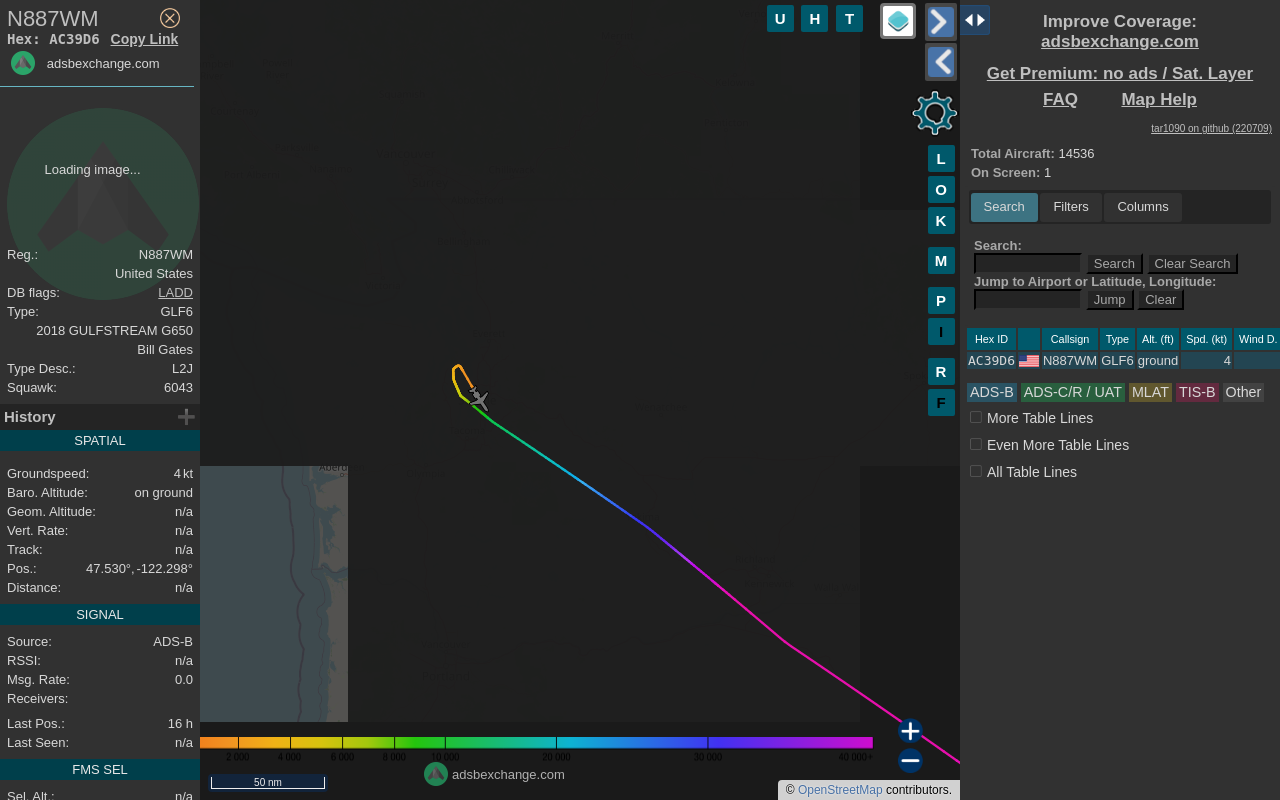 N887WM
Hex: AC39D6 Copy Link
adsbexchange.com
Loading image...
Reg.: N887WM
United States
DB flags: LADD
Type: GLF6
2018 GULFSTREAM G650
Bill Gates
Type Desc.: L2J
Squawk: 6043
History
SPATIAL
Groundspeed: 4 kt
Baro. Altitude: on ground
Geom. Altitude: n/a
Vert. Rate: n/a
Track: n/a
Pos.: 47.530°, -122.298°
Distance: n/a
SIGNAL
Source: ADS-B
RSSI: n/a
Msg. Rate: 0.0
Receivers:
Last Pos.: 16 h
Last Seen: n/a
FMS SEL
Sel. Alt.: n/a
U H T
L
O
K
M
P
I
R
F
2 000 4 000 6 000 8 000 10 000 20 000 30 000 40 000+
50 nm
adsbexchange.com
© OpenStreetMap contributors.
Improve Coverage:
adsbexchange.com
Get Premium: no ads / Sat. Layer
FAQ Map Help
tar1090 on github (220709)
Total Aircraft: 14536
On Screen: 1
Search Filters Columns
Search:
Search Clear Search
Jump to Airport or Latitude, Longitude:
Jump Clear
Hex ID Callsign Type Alt. (ft) Spd. (kt) Wind D.
AC39D6 N887WM GLF6 ground 4
ADS-B ADS-C/R / UAT MLAT TIS-B Other
More Table Lines
Even More Table Lines
All Table Lines